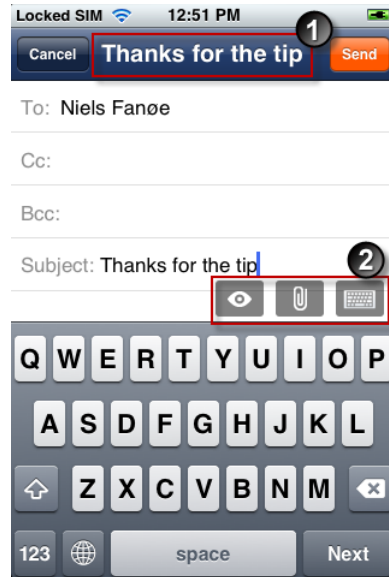 Locked SIM 12:51 PM
1
Cancel Thanks for the tip Send
To: Niels Fanøe
Cc:
Bcc:
Subject: Thanks for the tip
2
Q W E R T Y U I O P
A S D F G H J K L
Z X C V B N M
123 space Next